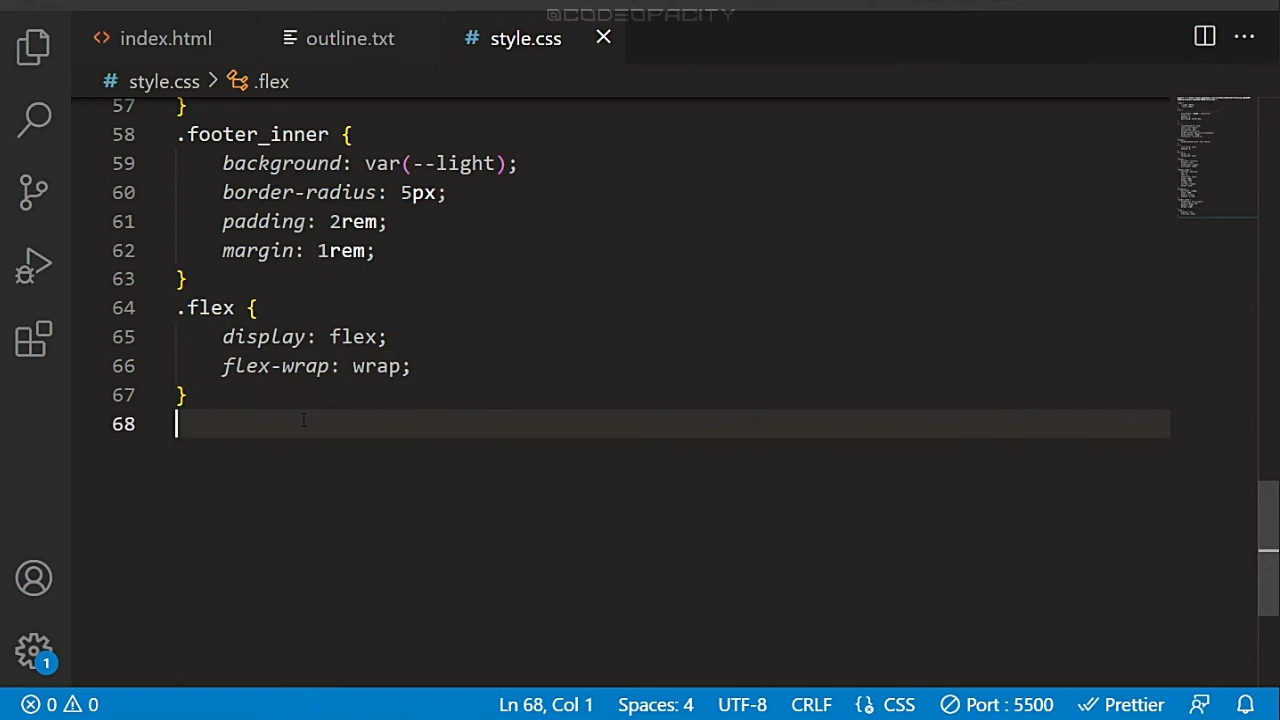 @CODEOPACITY
index.html
outline.txt
# style.css
# style.css > .flex
57 }
58 .footer_inner {
59 background: var(--light);
60 border-radius: 5px;
61 padding: 2rem;
62 margin: 1rem;
63 }
64 .flex {
65 display: flex;
66 flex-wrap: wrap;
67 }
68
1
0 0 Ln 68, Col 1 Spaces: 4 UTF-8 CRLF {} CSS Port : 5500 Prettier